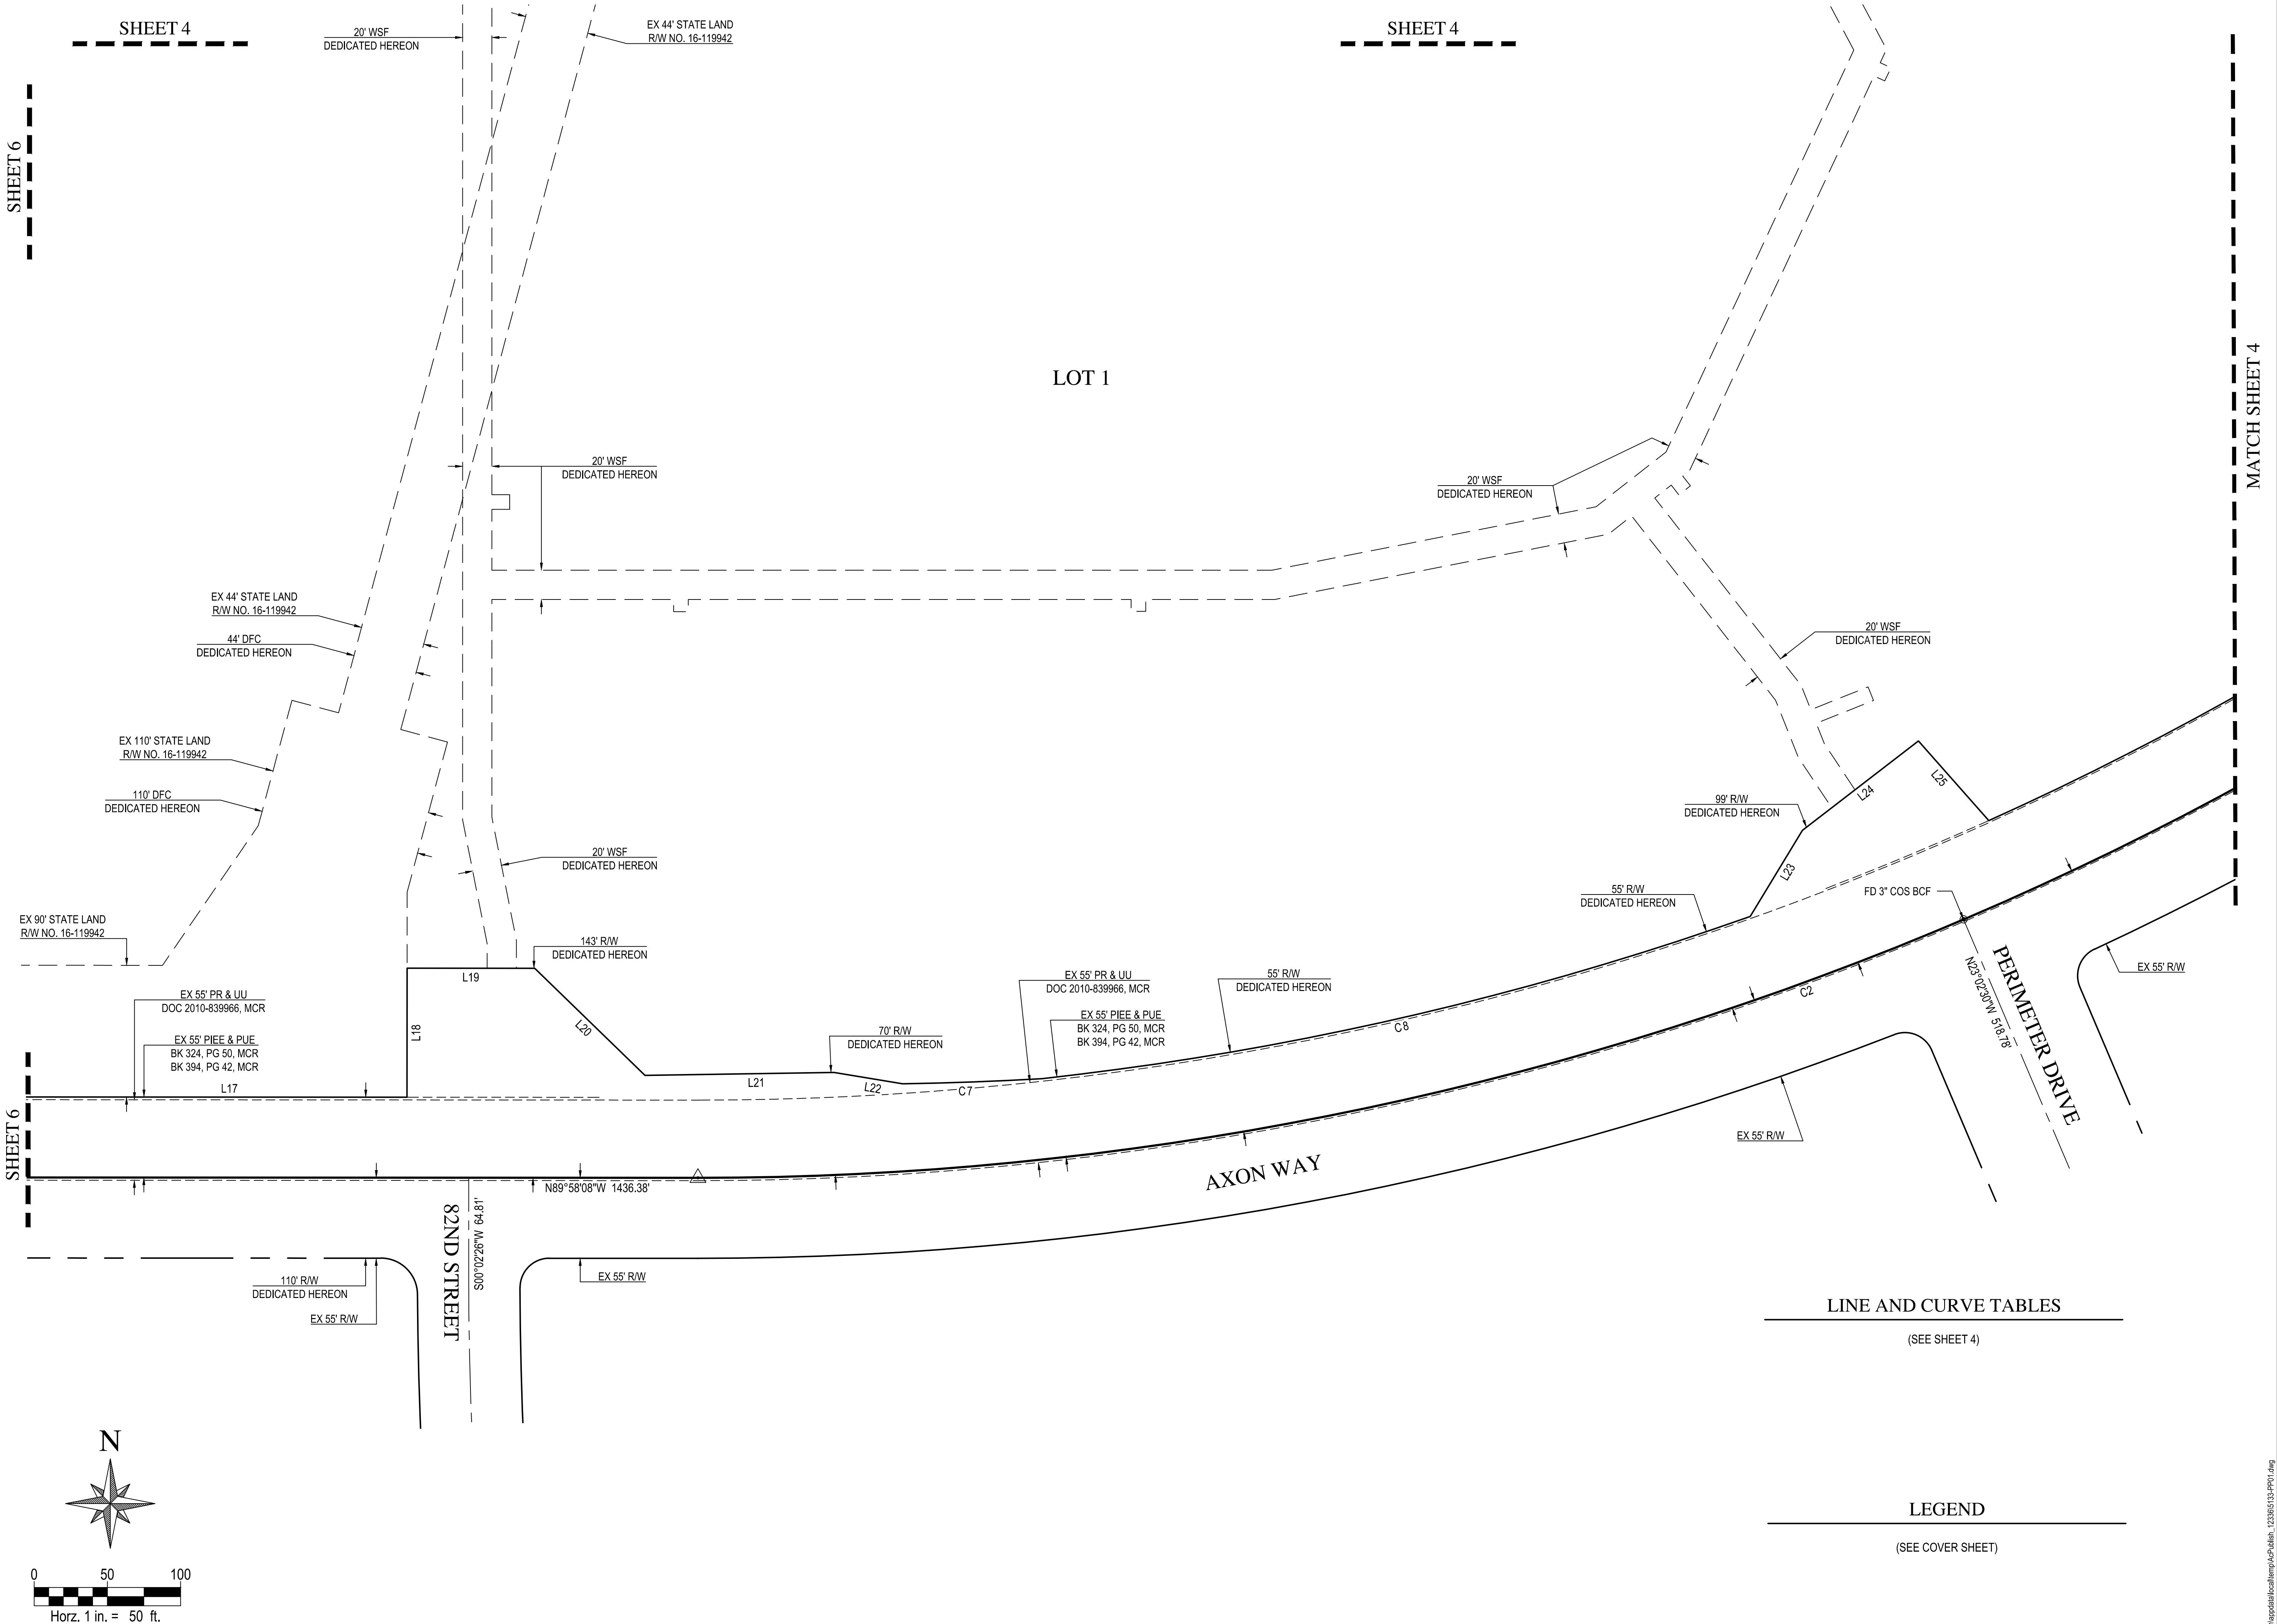 SHEET 4
20' WSF
DEDICATED HEREON
EX 44' STATE LAND
R/W NO. 16-119942
SHEET 4
SHEET 6
MATCH SHEET 4
LOT 1
20' WSF
DEDICATED HEREON
20' WSF
DEDICATED HEREON
EX 44' STATE LAND
R/W NO. 16-119942
44' DFC
DEDICATED HEREON
20' WSF
DEDICATED HEREON
EX 110' STATE LAND
R/W NO. 16-119942
110' DFC
DEDICATED HEREON
L25
L24
99' R/W
DEDICATED HEREON
20' WSF
DEDICATED HEREON
L23
55' R/W
DEDICATED HEREON
FD 3" COS BCF
EX 90' STATE LAND
R/W NO. 16-119942
143' R/W
DEDICATED HEREON
L19
EX 55' PR & UU
DOC 2010-839966, MCR
55' R/W
DEDICATED HEREON
PERIMETER DRIVE
N23°02'30"W 518.78'
EX 55' R/W
EX 55' PR & UU
DOC 2010-839966, MCR
C2
EX 55' PIEE & PUE
BK 324, PG 50, MCR
BK 394, PG 42, MCR
L18
L20
70' R/W
DEDICATED HEREON
EX 55' PIEE & PUE
BK 324, PG 50, MCR
BK 394, PG 42, MCR
C8
L17
L21
L22
C7
SHEET 6
EX 55' R/W
AXON WAY
N89°58'08"W 1436.38'
82ND STREET
S00°02'26"W 64.81'
110' R/W
DEDICATED HEREON
EX 55' R/W
EX 55' R/W
LINE AND CURVE TABLES
(SEE SHEET 4)
N
LEGEND
(SEE COVER SHEET)
0 50 100
Horz. 1 in. = 50 ft.
\appdata\local\temp\AcPublish_12336\5133-PP01.dwg